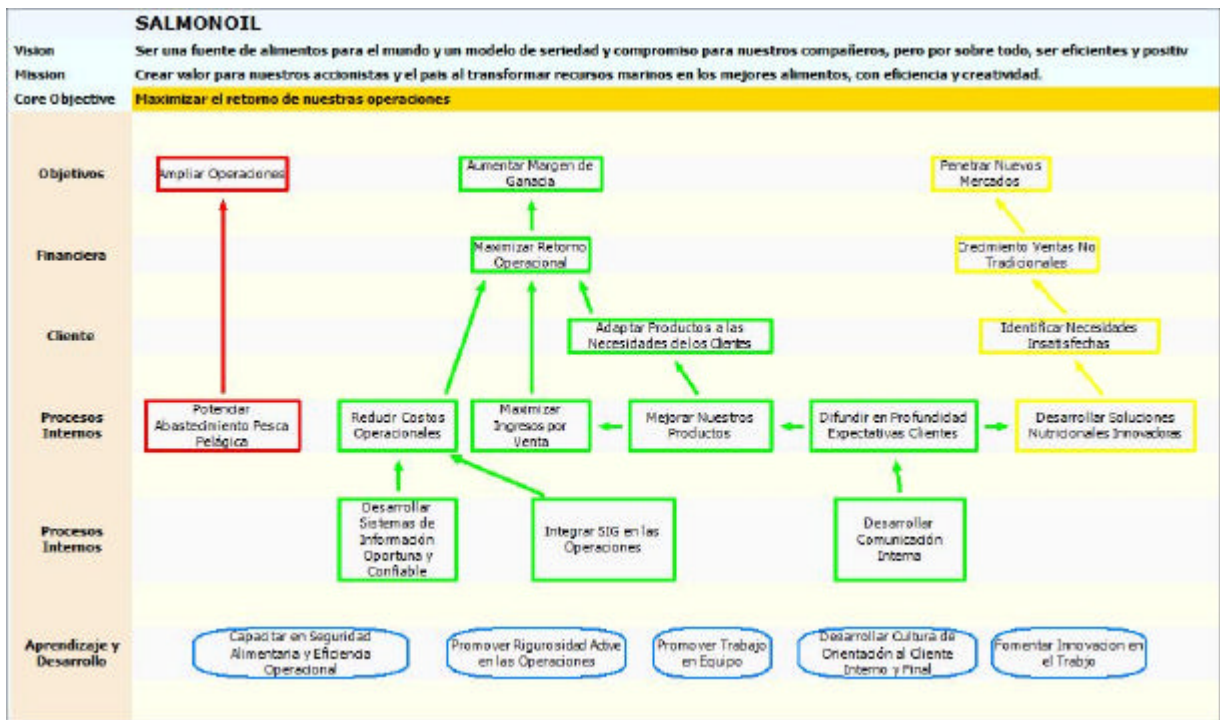 SALMONOIL
Vision
Ser una fuente de alimentos para el mundo y un modelo de seriedad y compromiso para nuestros compañeros, pero por sobre todo, ser eficientes y positiv
Mission
Crear valor para nuestros accionistas y el país al transformar recursos marinos en los mejores alimentos, con eficiencia y creatividad.
Core Objective
Maximizar el retorno de nuestras operaciones
Objetivos
Ampliar Operaciones
Aumentar Margen de
Ganacia
Penetrar Nuevos
Mercados
Financiera
Maximizar Retorno
Operacional
Crecimiento Ventas No
Tradicionales
Cliente
Adaptar Productos a las
Necesidades de los Clientes
Identificar Necesidades
Insatisfechas
Procesos
Internos
Potenciar
Abastecimiento Pesca
Pelágica
Reducir Costos
Operacionales
Maximizar
Ingresos por
Venta
Mejorar Nuestros
Productos
Difundir en Profundidad
Expectativas Clientes
Desarrollar Soluciones
Nutricionales Innovadoras
Procesos
Internos
Desarrollar
Sistemas de
Información
Oportuna y
Confiable
Integrar SIG en las
Operaciones
Desarrollar
Comunicación
Interna
Aprendizaje y
Desarrollo
Capacitar en Seguridad
Alimentaria y Eficiencia
Operacional
Promover Rigurosidad Active
en las Operaciones
Promover Trabajo
en Equipo
Desarrollar Cultura de
Orientación al Cliente
Interno y Final
Fomentar Innovacion en
el Trabjo